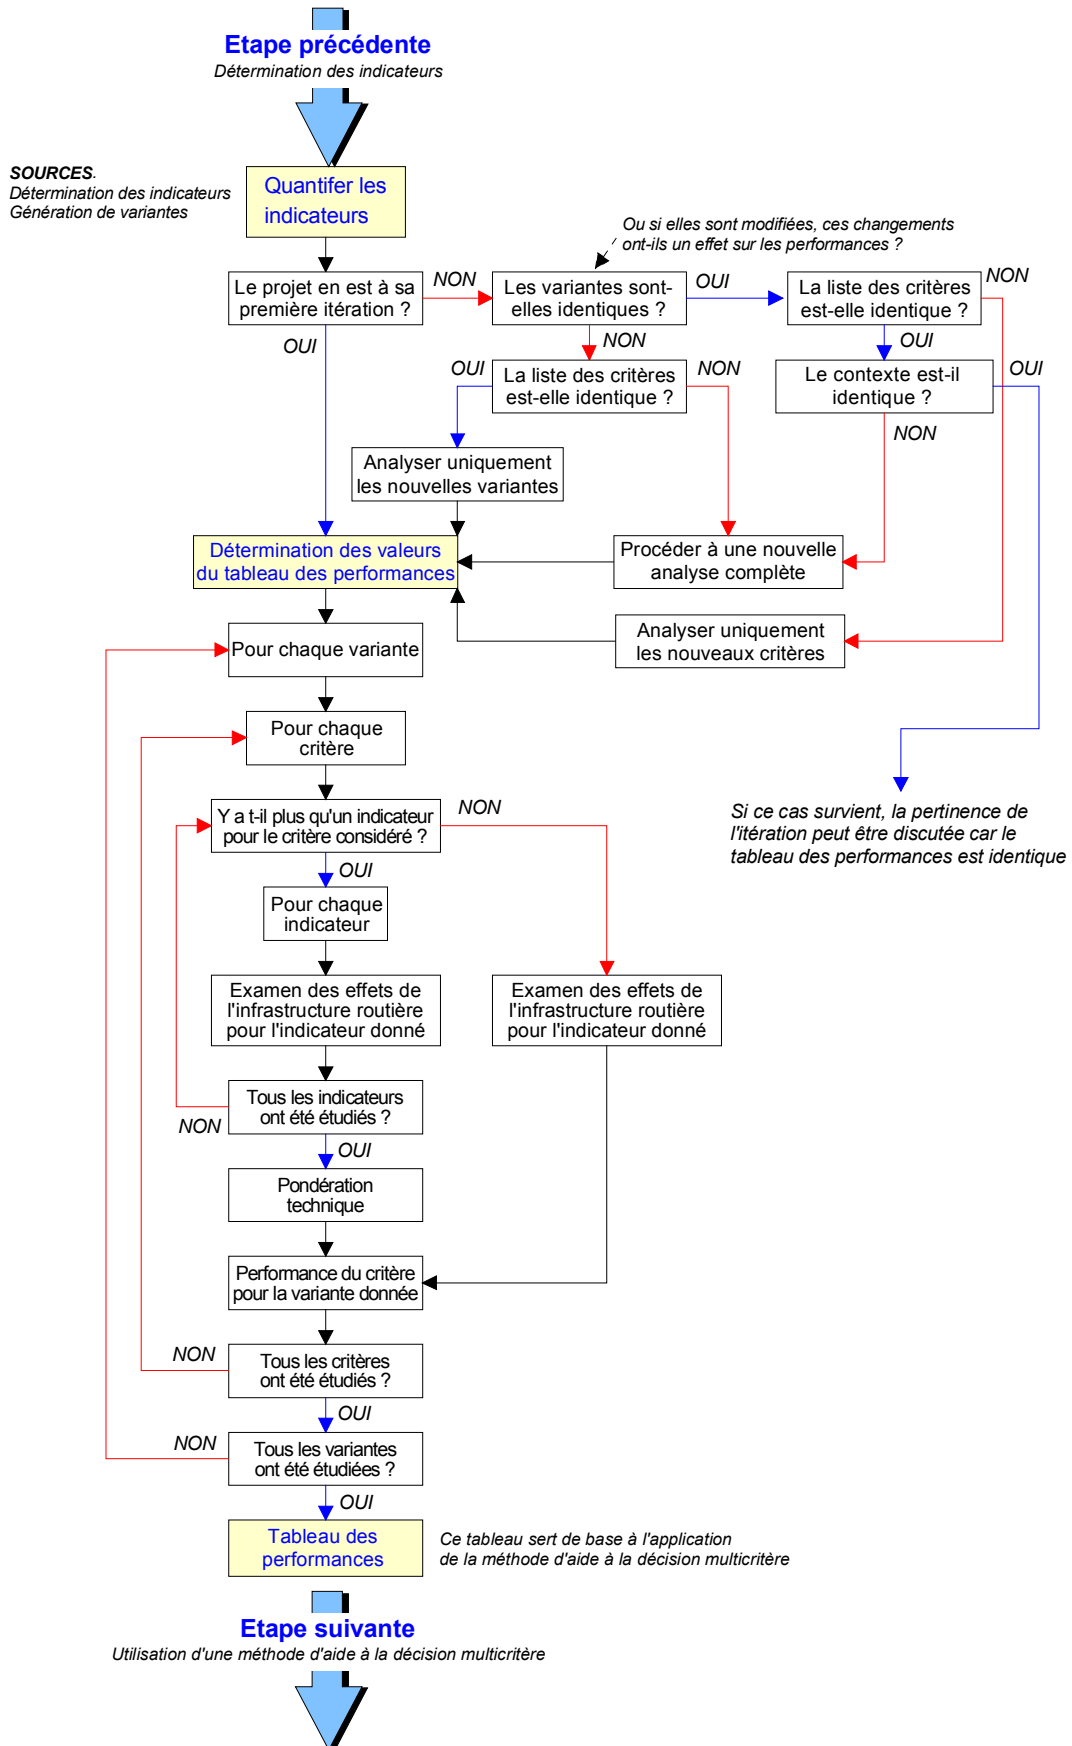 Etape précédente
Détermination des indicateurs
SOURCES.
Détermination des indicateurs
Génération de variantes
Quantifer les
indicateurs
Ou si elles sont modifiées, ces changements
ont-ils un effet sur les performances ?
Le projet en est à sa
première itération ?
NON
Les variantes sont-
elles identiques ?
OUI
La liste des critères
est-elle identique ?
NON
OUI
NON
OUI
OUI
La liste des critères
est-elle identique ?
NON
Le contexte est-il
identique ?
OUI
NON
Analyser uniquement
les nouvelles variantes
Détermination des valeurs
du tableau des performances
Procéder à une nouvelle
analyse complète
Analyser uniquement
les nouveaux critères
Pour chaque variante
Pour chaque
critère
Si ce cas survient, la pertinence de
l'itération peut être discutée car le
tableau des performances est identique
Y a t-il plus qu'un indicateur
pour le critère considéré ?
NON
OUI
Pour chaque
indicateur
Examen des effets de
l'infrastructure routière
pour l'indicateur donné
Examen des effets de
l'infrastructure routière
pour l'indicateur donné
Tous les indicateurs
ont été étudiés ?
NON
OUI
Pondération
technique
Performance du critère
pour la variante donnée
NON
Tous les critères
ont été étudiés ?
OUI
NON
Tous les variantes
ont été étudiées ?
OUI
Tableau des
performances
Ce tableau sert de base à l'application
de la méthode d'aide à la décision multicritère
Etape suivante
Utilisation d'une méthode d'aide à la décision multicritère